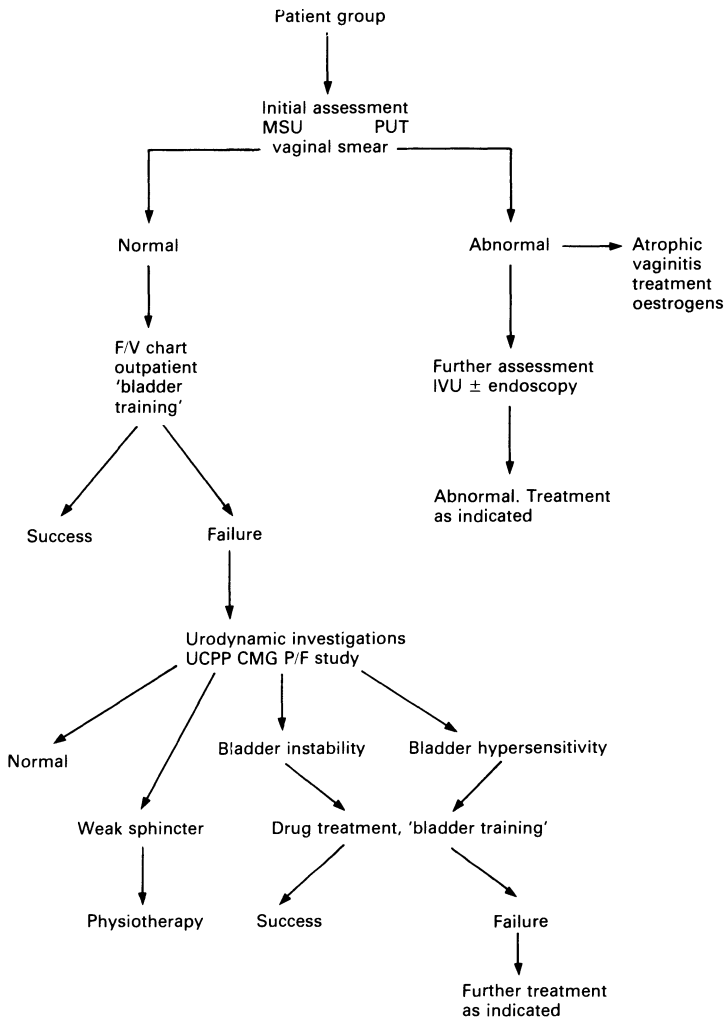 Patient group
Initial assessment
MSU PUT
vaginal smear
Normal
Abnormal
Atrophic
vaginitis
treatment
oestrogens
F/V chart
outpatient
'bladder
training'
Further assessment
IVU ± endoscopy
Abnormal. Treatment
as indicated
Success
Failure
Urodynamic investigations
UCPP CMG P/F study
Normal
Bladder instability
Bladder hypersensitivity
Weak sphincter
Drug treatment, 'bladder training'
Physiotherapy
Success
Failure
Further treatment
as indicated